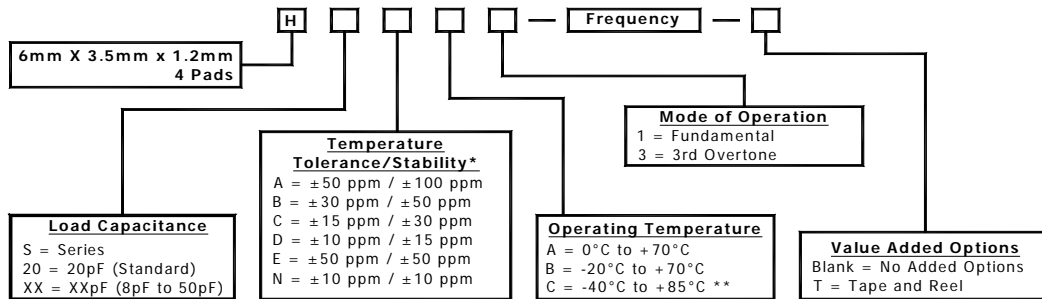 H — Frequency —
6mm X 3.5mm x 1.2mm
4 Pads
Mode of Operation
1 = Fundamental
3 = 3rd Overtone
Temperature
Tolerance/Stability*
A = ±50 ppm / ±100 ppm
B = ±30 ppm / ±50 ppm
C = ±15 ppm / ±30 ppm
D = ±10 ppm / ±15 ppm
E = ±50 ppm / ±50 ppm
N = ±10 ppm / ±10 ppm
Load Capacitance
S = Series
20 = 20pF (Standard)
XX = XXpF (8pF to 50pF)
Operating Temperature
A = 0°C to +70°C
B = -20°C to +70°C
C = -40°C to +85°C **
Value Added Options
Blank = No Added Options
T = Tape and Reel